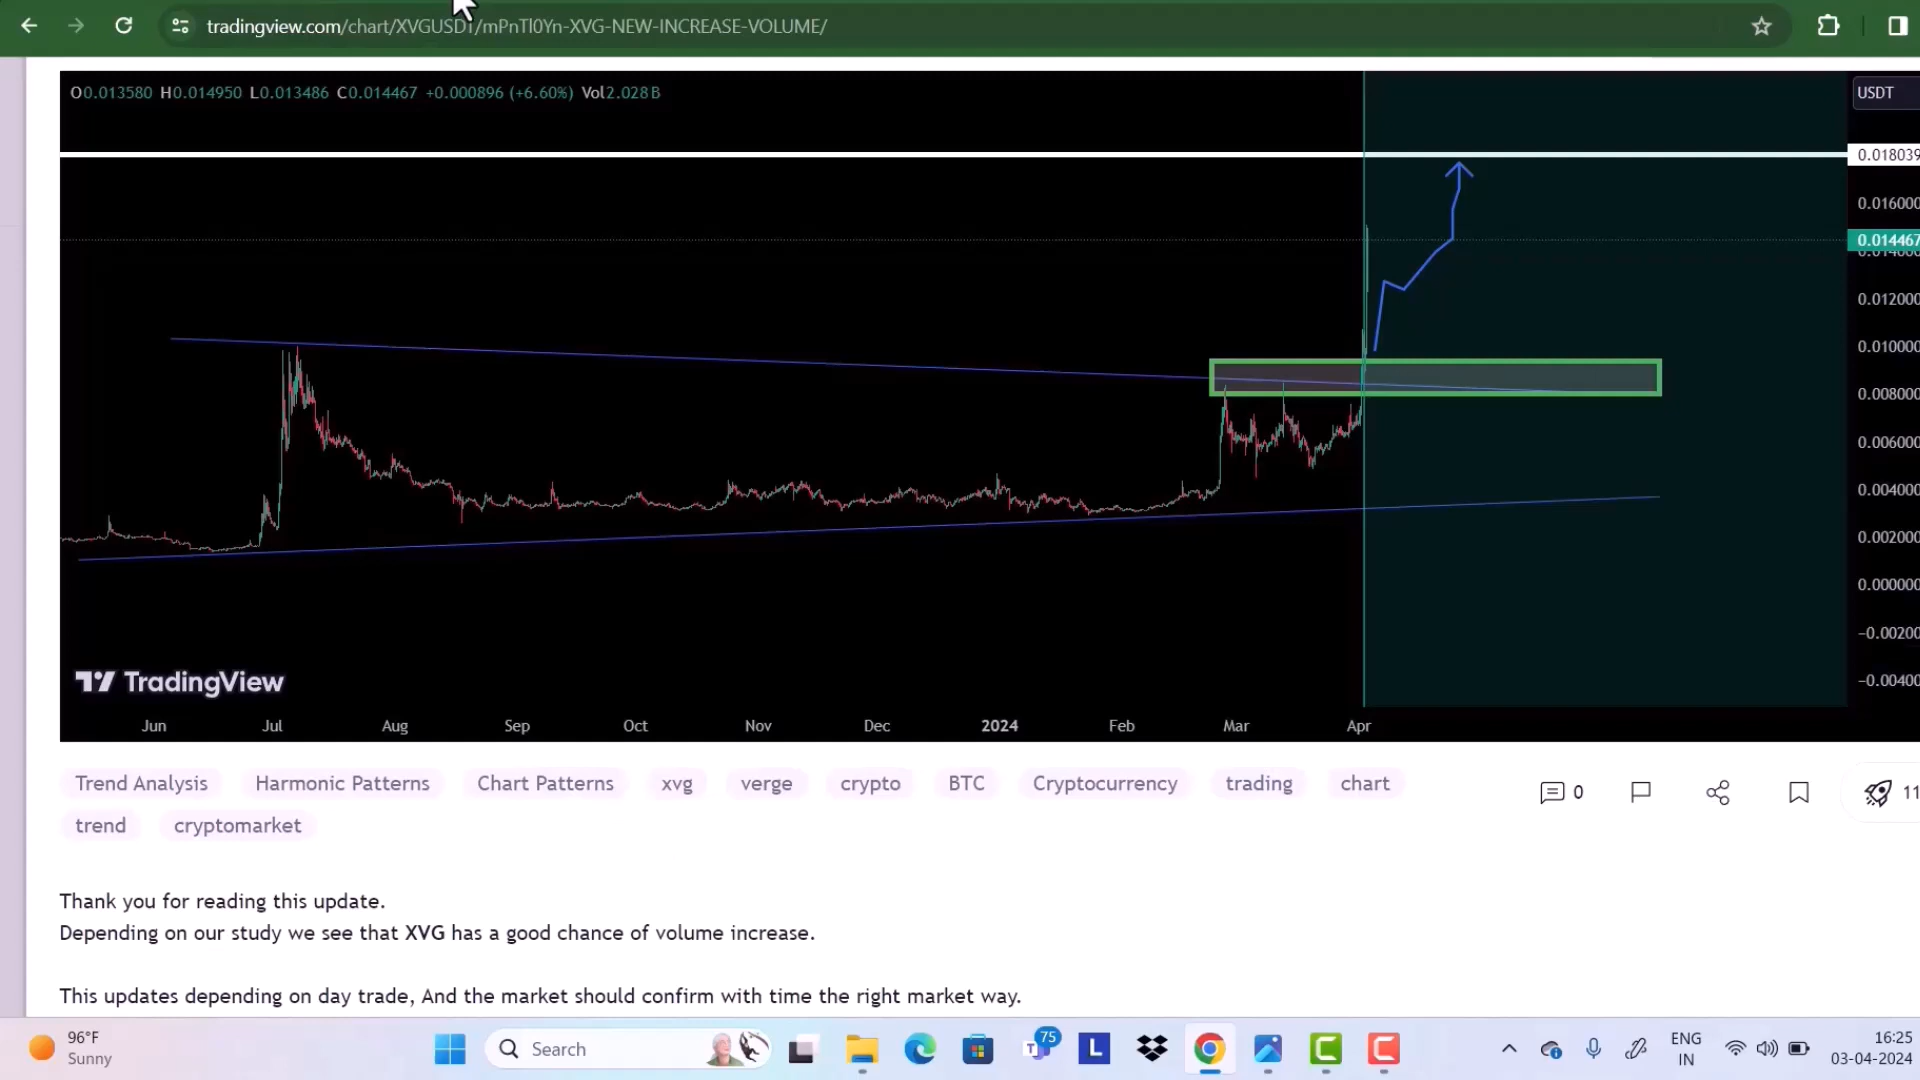 tradingview.com/chart/XVGUSDT/mPnTl0Yn-XVG-NEW-INCREASE-VOLUME/
O0.013580 H0.014950 L0.013486 C0.014467 +0.000896 (+6.60%) Vol2.028B
USDT
0.018039
0.016000
0.014467
0.014000
0.012000
0.010000
0.008000
0.006000
0.004000
0.002000
0.000000
−0.00200
−0.00400
TradingView
Jun Jul Aug Sep Oct Nov Dec 2024 Feb Mar Apr
Trend Analysis Harmonic Patterns Chart Patterns xvg verge crypto BTC Cryptocurrency trading chart
0
11
trend cryptomarket
Thank you for reading this update.
Depending on our study we see that XVG has a good chance of volume increase.
This updates depending on day trade, And the market should confirm with time the right market way.
96°F
Sunny
Search
75
L
ENG
IN
16:25
03-04-2024